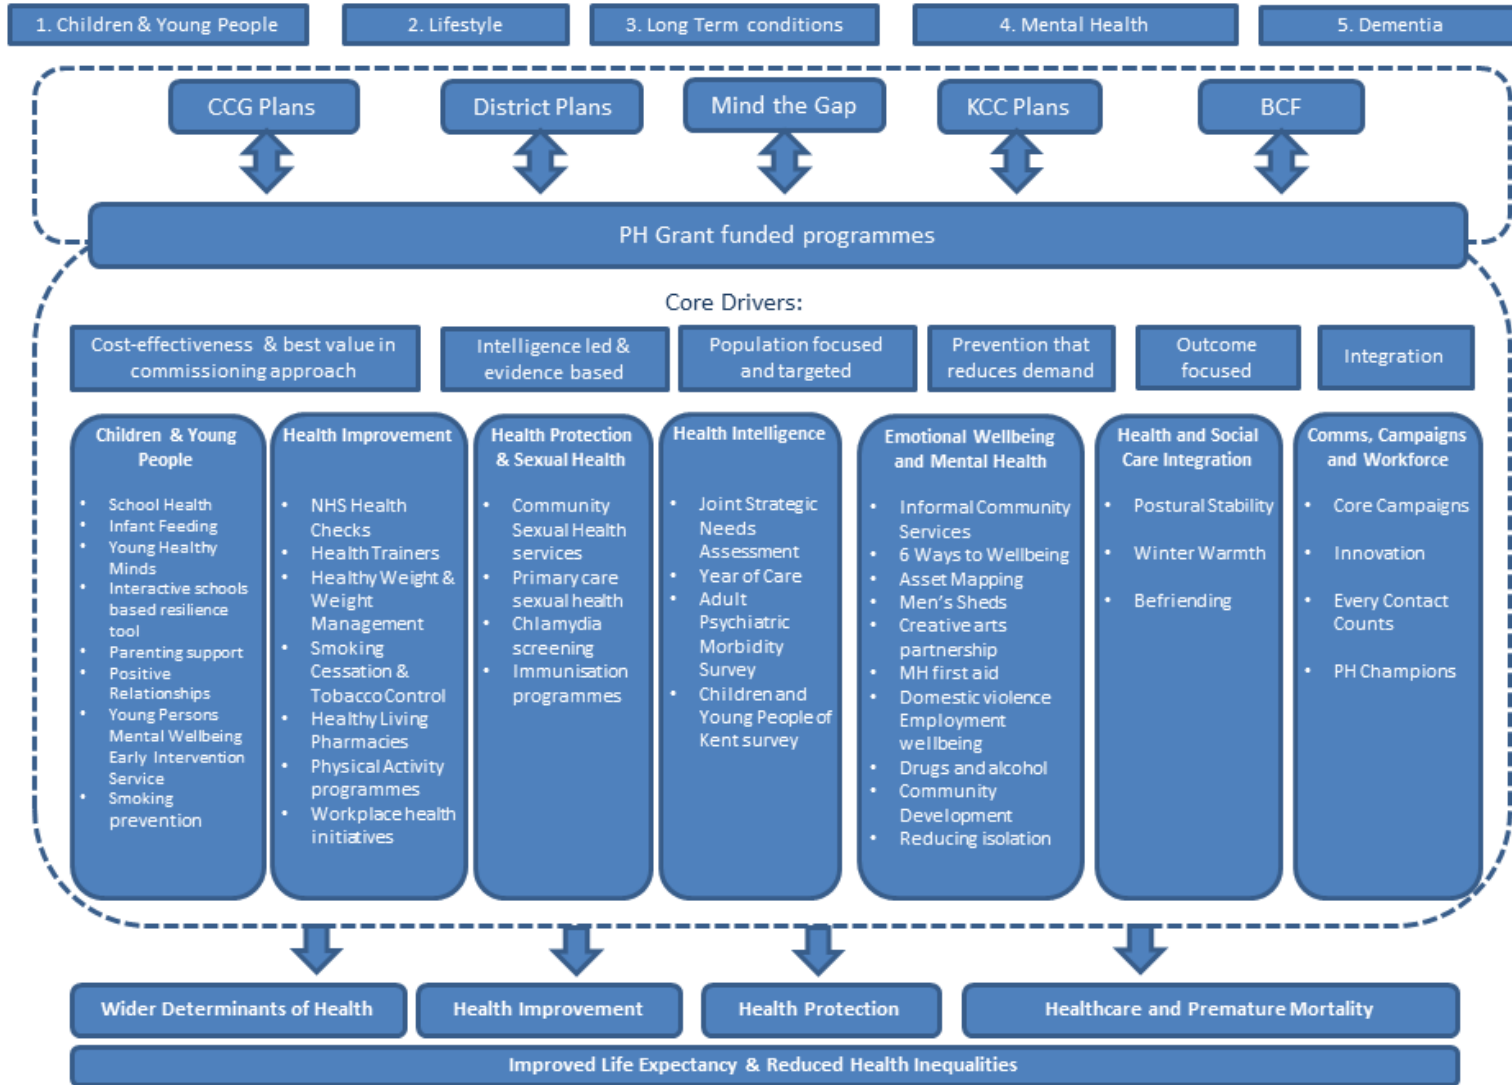 1. Children & Young People
2. Lifestyle
3. Long Term conditions
4. Mental Health
5. Dementia
CCG Plans
District Plans
Mind the Gap
KCC Plans
BCF
PH Grant funded programmes
Core Drivers:
Cost-effectiveness & best value in
commissioning approach
Intelligence led &
evidence based
Population focused
and targeted
Prevention that
reduces demand
Outcome
focused
Integration
Children & Young
People
• School Health
• Infant Feeding
• Young Healthy
Minds
• Interactive schools
based resilience
tool
• Parenting support
• Positive
Relationships
• Young Persons
Mental Wellbeing
Early Intervention
Service
• Smoking
prevention
Health Improvement
• NHS Health
Checks
• Health Trainers
• Healthy Weight &
Weight
Management
• Smoking
Cessation &
Tobacco Control
• Healthy Living
Pharmacies
• Physical Activity
programmes
• Workplace health
initiatives
Health Protection
& Sexual Health
• Community
Sexual Health
services
• Primary care
sexual health
• Chlamydia
screening
• Immunisation
programmes
Health Intelligence
• Joint Strategic
Needs
Assessment
• Year of Care
• Adult
Psychiatric
Morbidity
Survey
• Children and
Young People of
Kent survey
Emotional Wellbeing
and Mental Health
• Informal Community
Services
• 6 Ways to Wellbeing
• Asset Mapping
• Men's Sheds
• Creative arts
partnership
• MH first aid
• Domestic violence
Employment
wellbeing
• Drugs and alcohol
• Community
Development
• Reducing isolation
Health and Social
Care Integration
• Postural Stability
• Winter Warmth
• Befriending
Comms, Campaigns
and Workforce
• Core Campaigns
• Innovation
• Every Contact
Counts
• PH Champions
Wider Determinants of Health
Health Improvement
Health Protection
Healthcare and Premature Mortality
Improved Life Expectancy & Reduced Health Inequalities